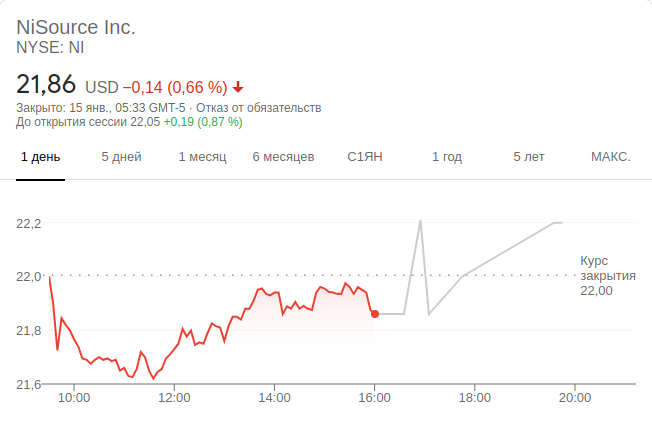 NiSource Inc.
NYSE: NI
21,86 USD −0,14 (0,66 %)
Закрыто: 15 янв., 05:33 GMT-5 · Отказ от обязательств
До открытия сессии 22,05 +0,19 (0,87 %)
1 день 5 дней 1 месяц 6 месяцев С1ЯН 1 год 5 лет МАКС.
22,2
Курс
22,0 закрытия
22,00
21,8
21,6
10:00 12:00 14:00 16:00 18:00 20:00